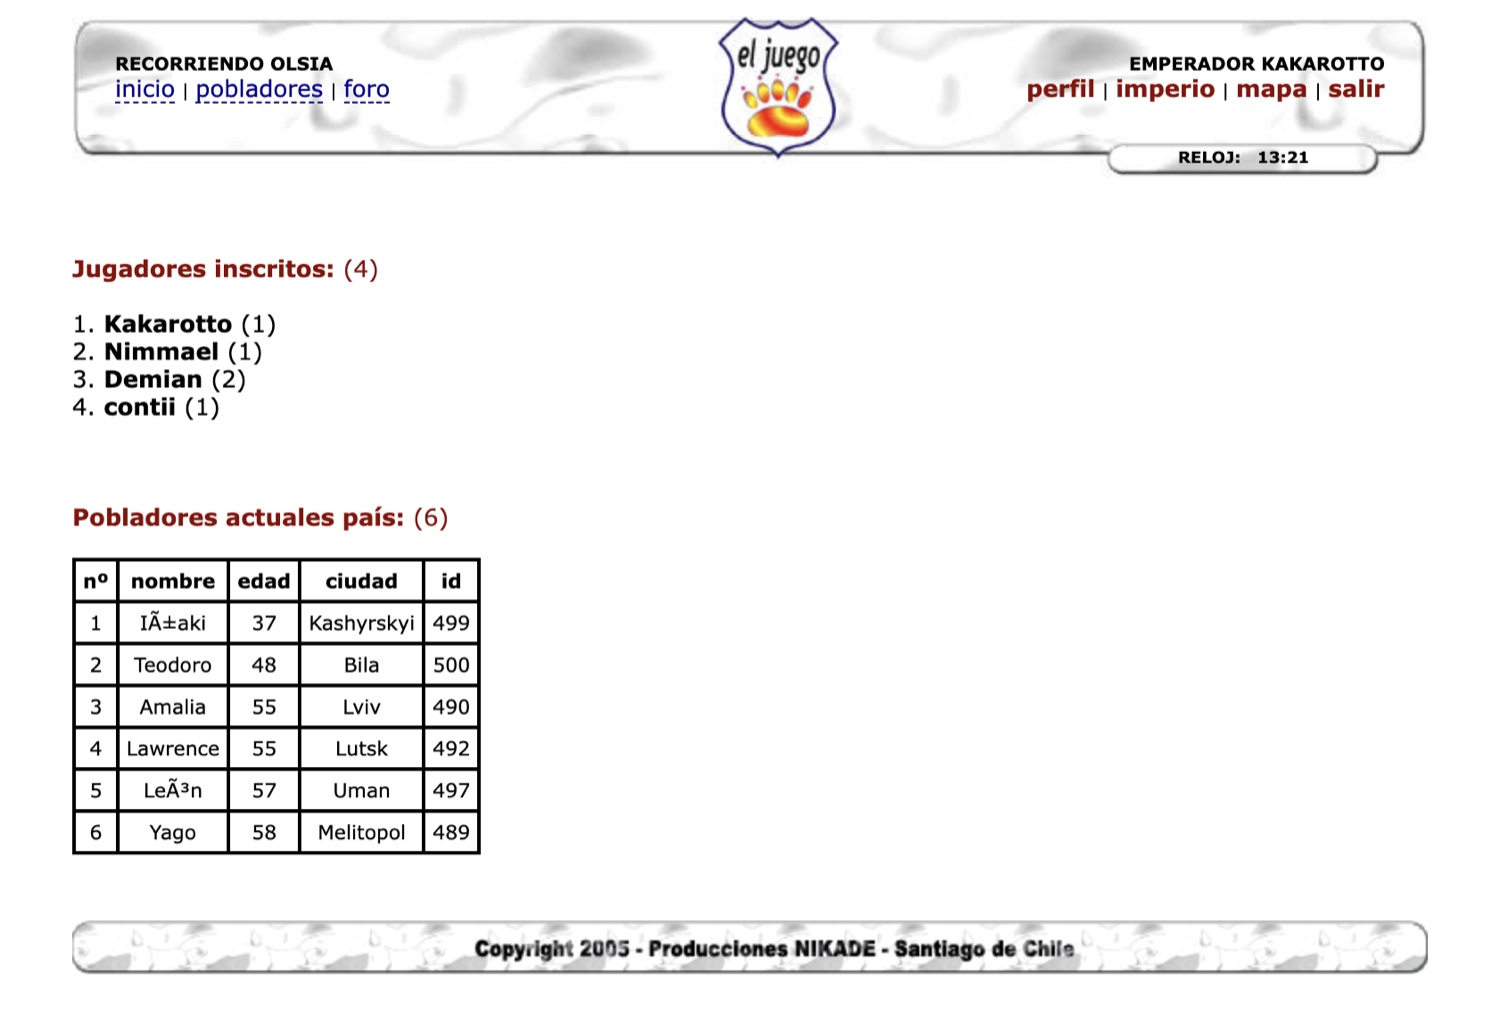 RECORRIENDO OLSIA
inicio | pobladores | foro
el juego
EMPERADOR KAKAROTTO
perfil | imperio | mapa | salir
RELOJ: 13:21
Jugadores inscritos: (4)
1. Kakarotto (1)
2. Nimmael (1)
3. Demian (2)
4. contii (1)
Pobladores actuales país: (6)
nº nombre edad ciudad id
1 IÃ±aki 37 Kashyrskyi 499
2 Teodoro 48 Bila 500
3 Amalia 55 Lviv 490
4 Lawrence 55 Lutsk 492
5 LeÃ³n 57 Uman 497
6 Yago 58 Melitopol 489
Copyright 2005 - Producciones NIKADE - Santiago de Chile